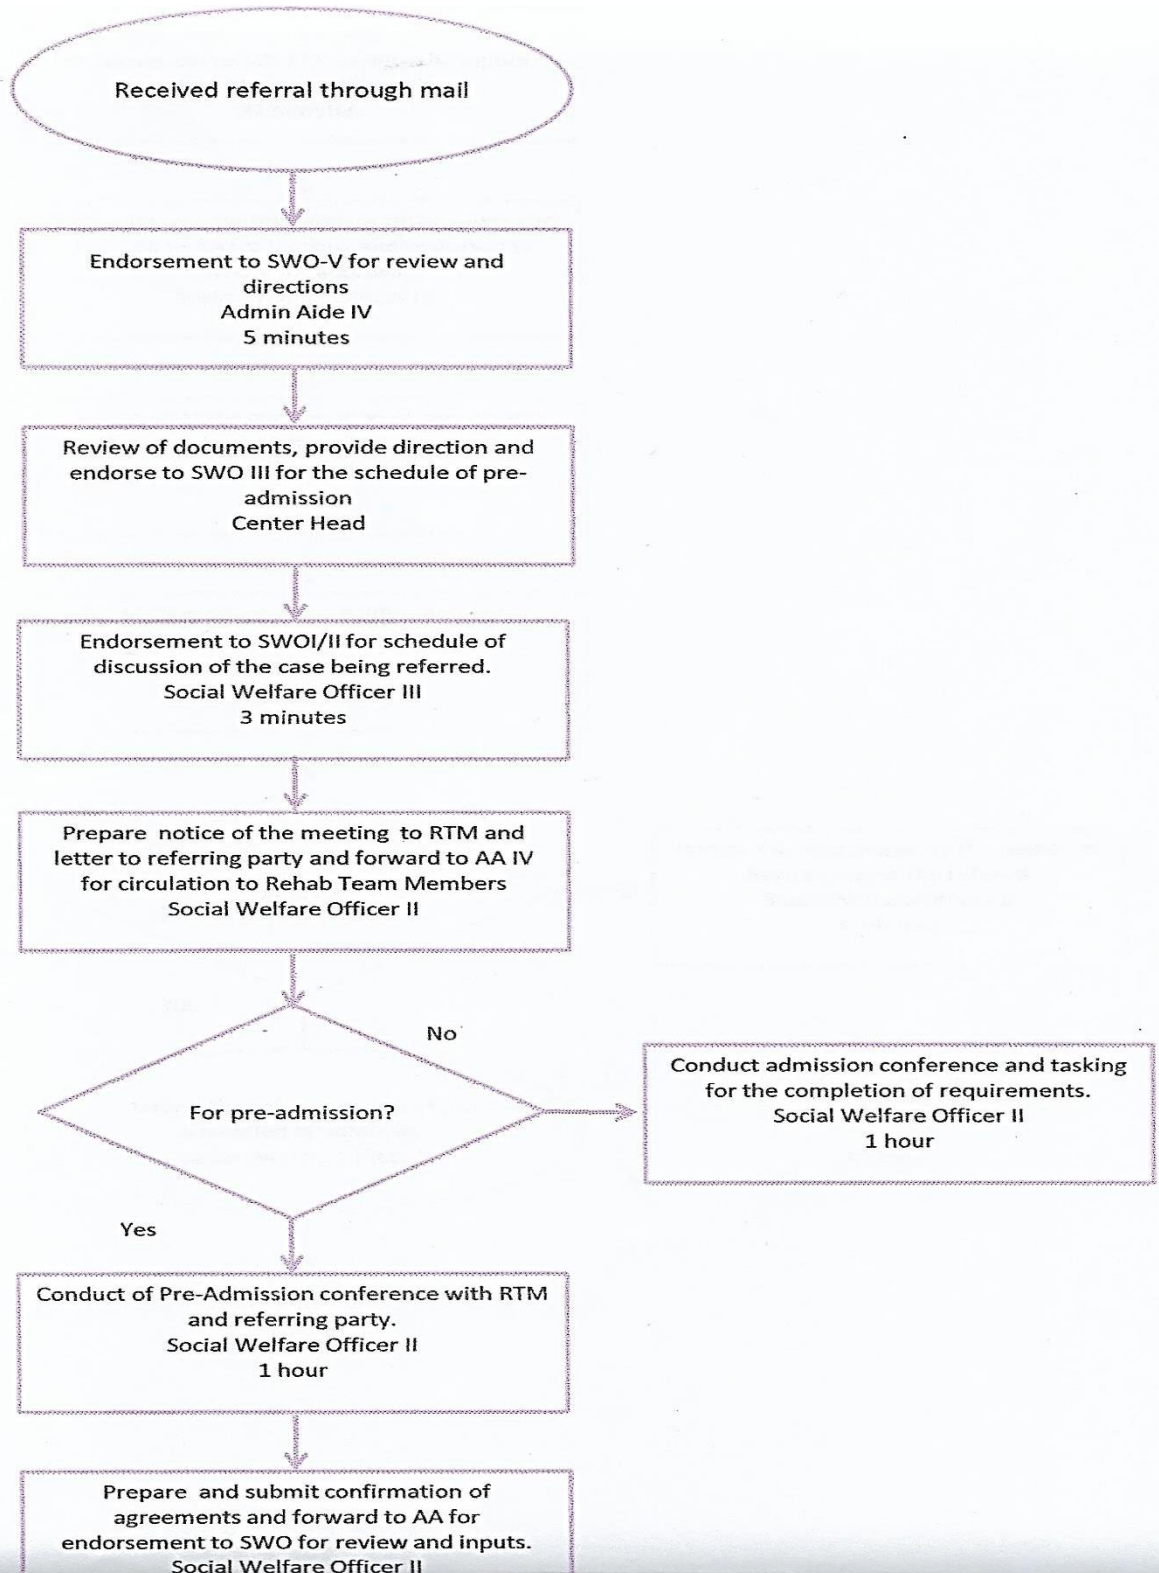 Received referral through mail
Endorsement to SWO-V for review and
directions
Admin Aide IV
5 minutes
Review of documents, provide direction and
endorse to SWO III for the schedule of pre-
admission
Center Head
Endorsement to SWOI/II for schedule of
discussion of the case being referred.
Social Welfare Officer III
3 minutes
Prepare notice of the meeting to RTM and
letter to referring party and forward to AA IV
for circulation to Rehab Team Members
Social Welfare Officer II
For pre-admission?
No
Conduct admission conference and tasking
for the completion of requirements.
Social Welfare Officer II
1 hour
Yes
Conduct of Pre-Admission conference with RTM
and referring party.
Social Welfare Officer II
1 hour
Prepare and submit confirmation of
agreements and forward to AA for
endorsement to SWO for review and inputs.
Social Welfare Officer II